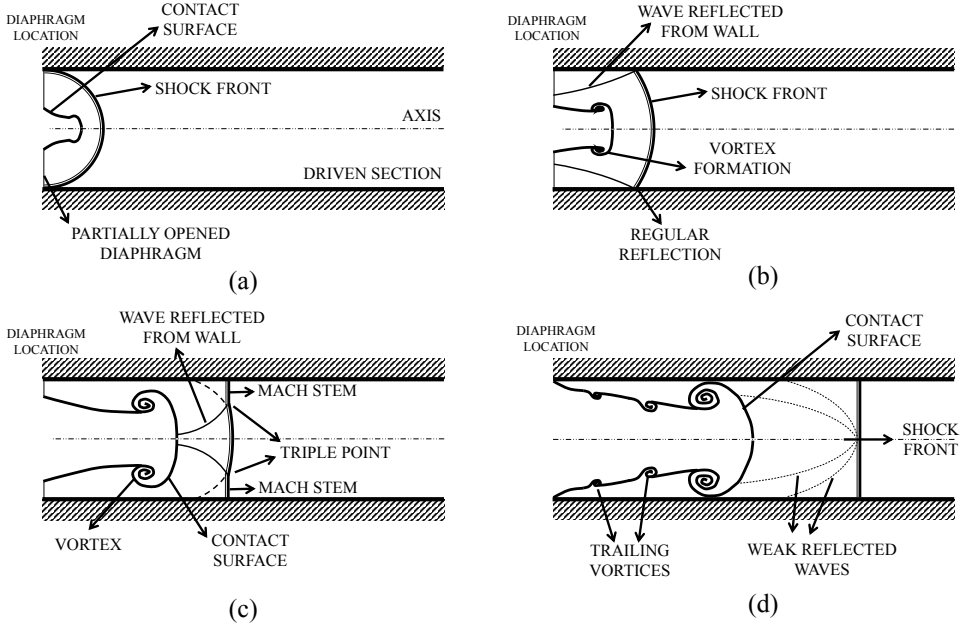 DIAPHRAGM
LOCATION
CONTACT
SURFACE
SHOCK FRONT
AXIS
DRIVEN SECTION
PARTIALLY OPENED
DIAPHRAGM
(a)
DIAPHRAGM
LOCATION
WAVE REFLECTED
FROM WALL
SHOCK FRONT
VORTEX
FORMATION
REGULAR
REFLECTION
(b)
DIAPHRAGM
LOCATION
WAVE REFLECTED
FROM WALL
MACH STEM
TRIPLE POINT
MACH STEM
VORTEX
CONTACT
SURFACE
(c)
DIAPHRAGM
LOCATION
CONTACT
SURFACE
SHOCK
FRONT
TRAILING
VORTICES
WEAK REFLECTED
WAVES
(d)